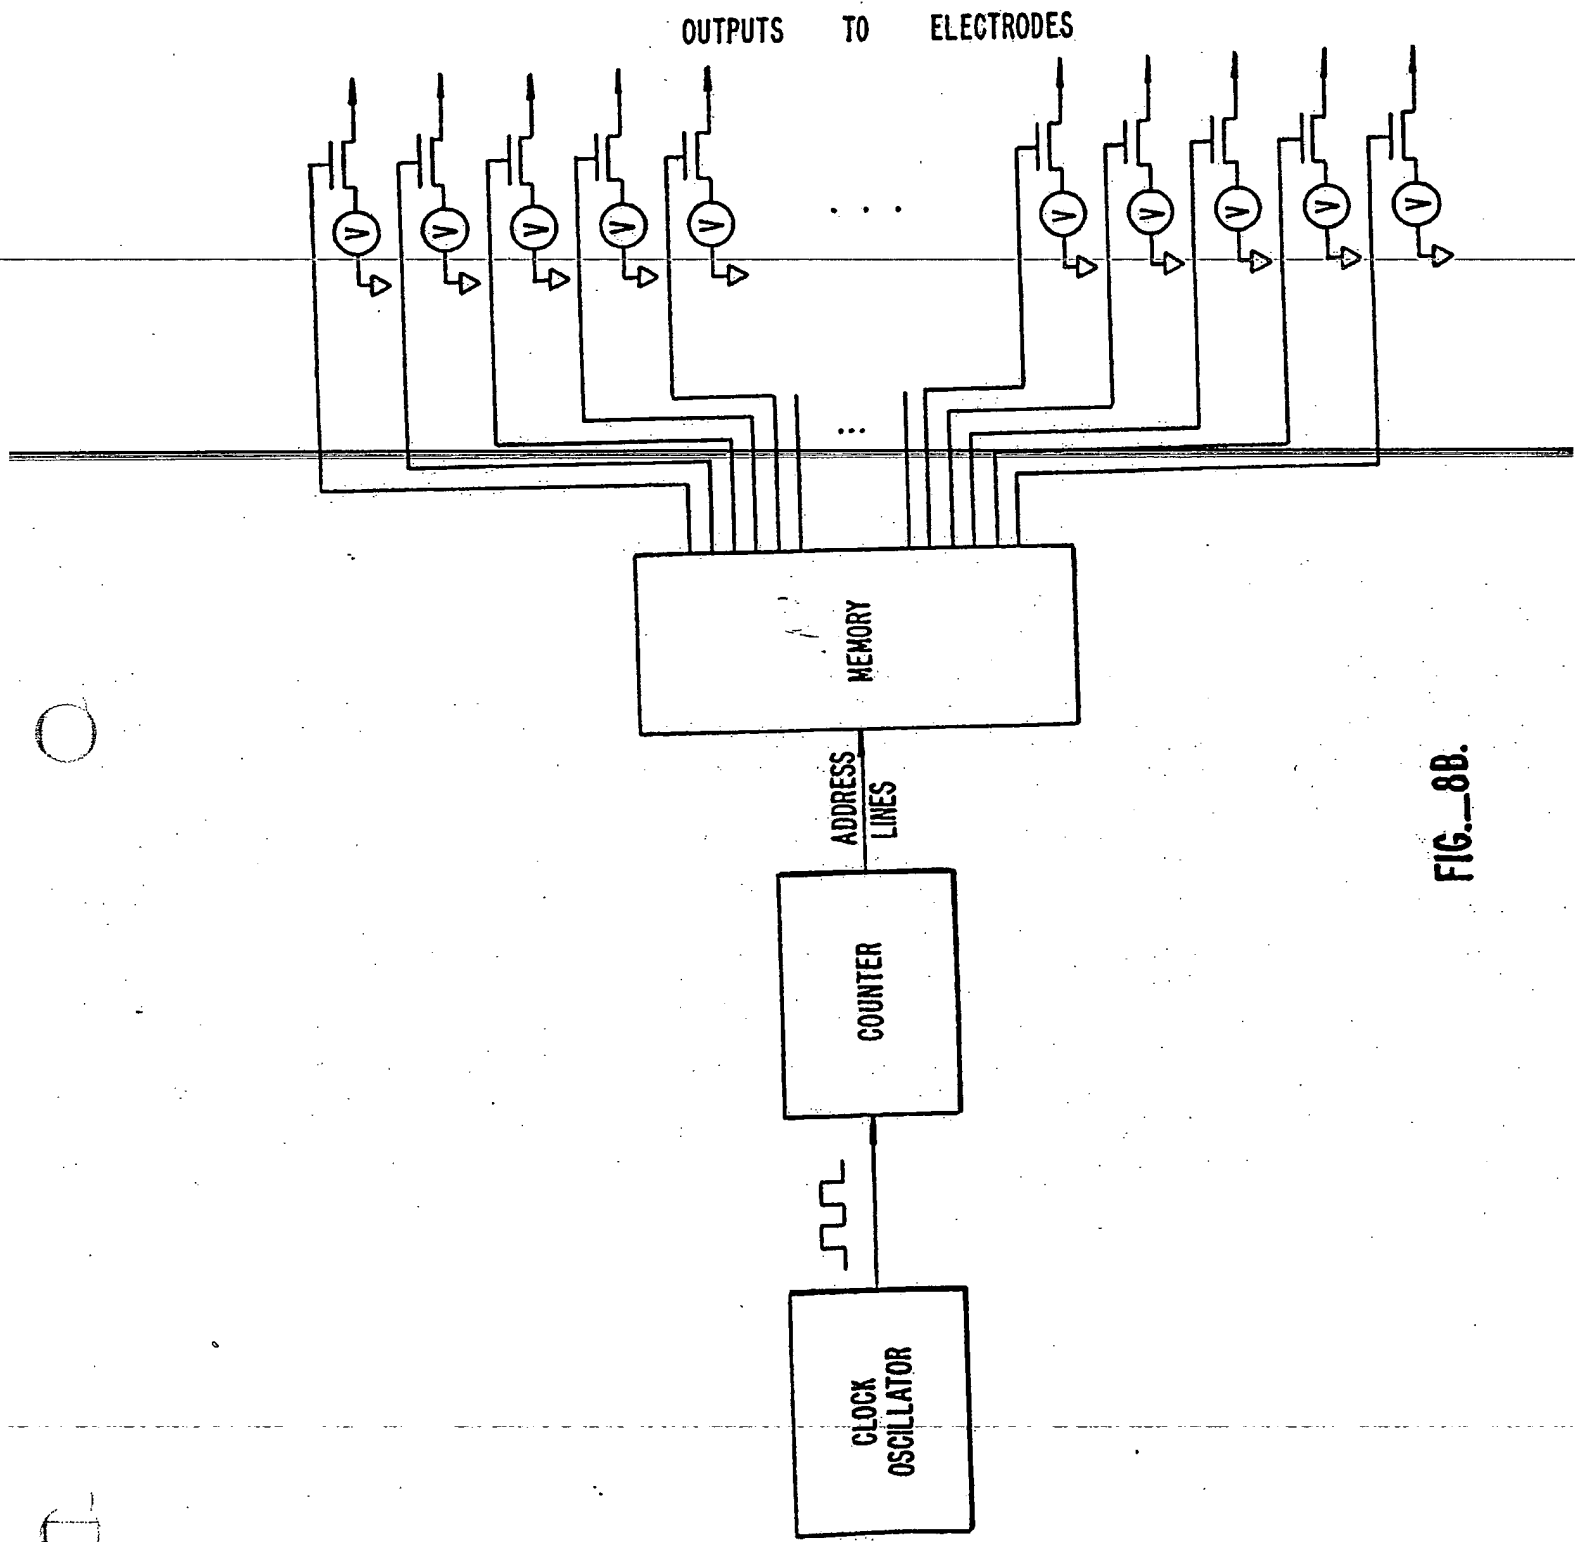 OUTPUTS TO ELECTRODES
V V V V V V V V V V
MEMORY
ADDRESS
LINES
COUNTER
CLOCK
OSCILLATOR
FIG._8B.